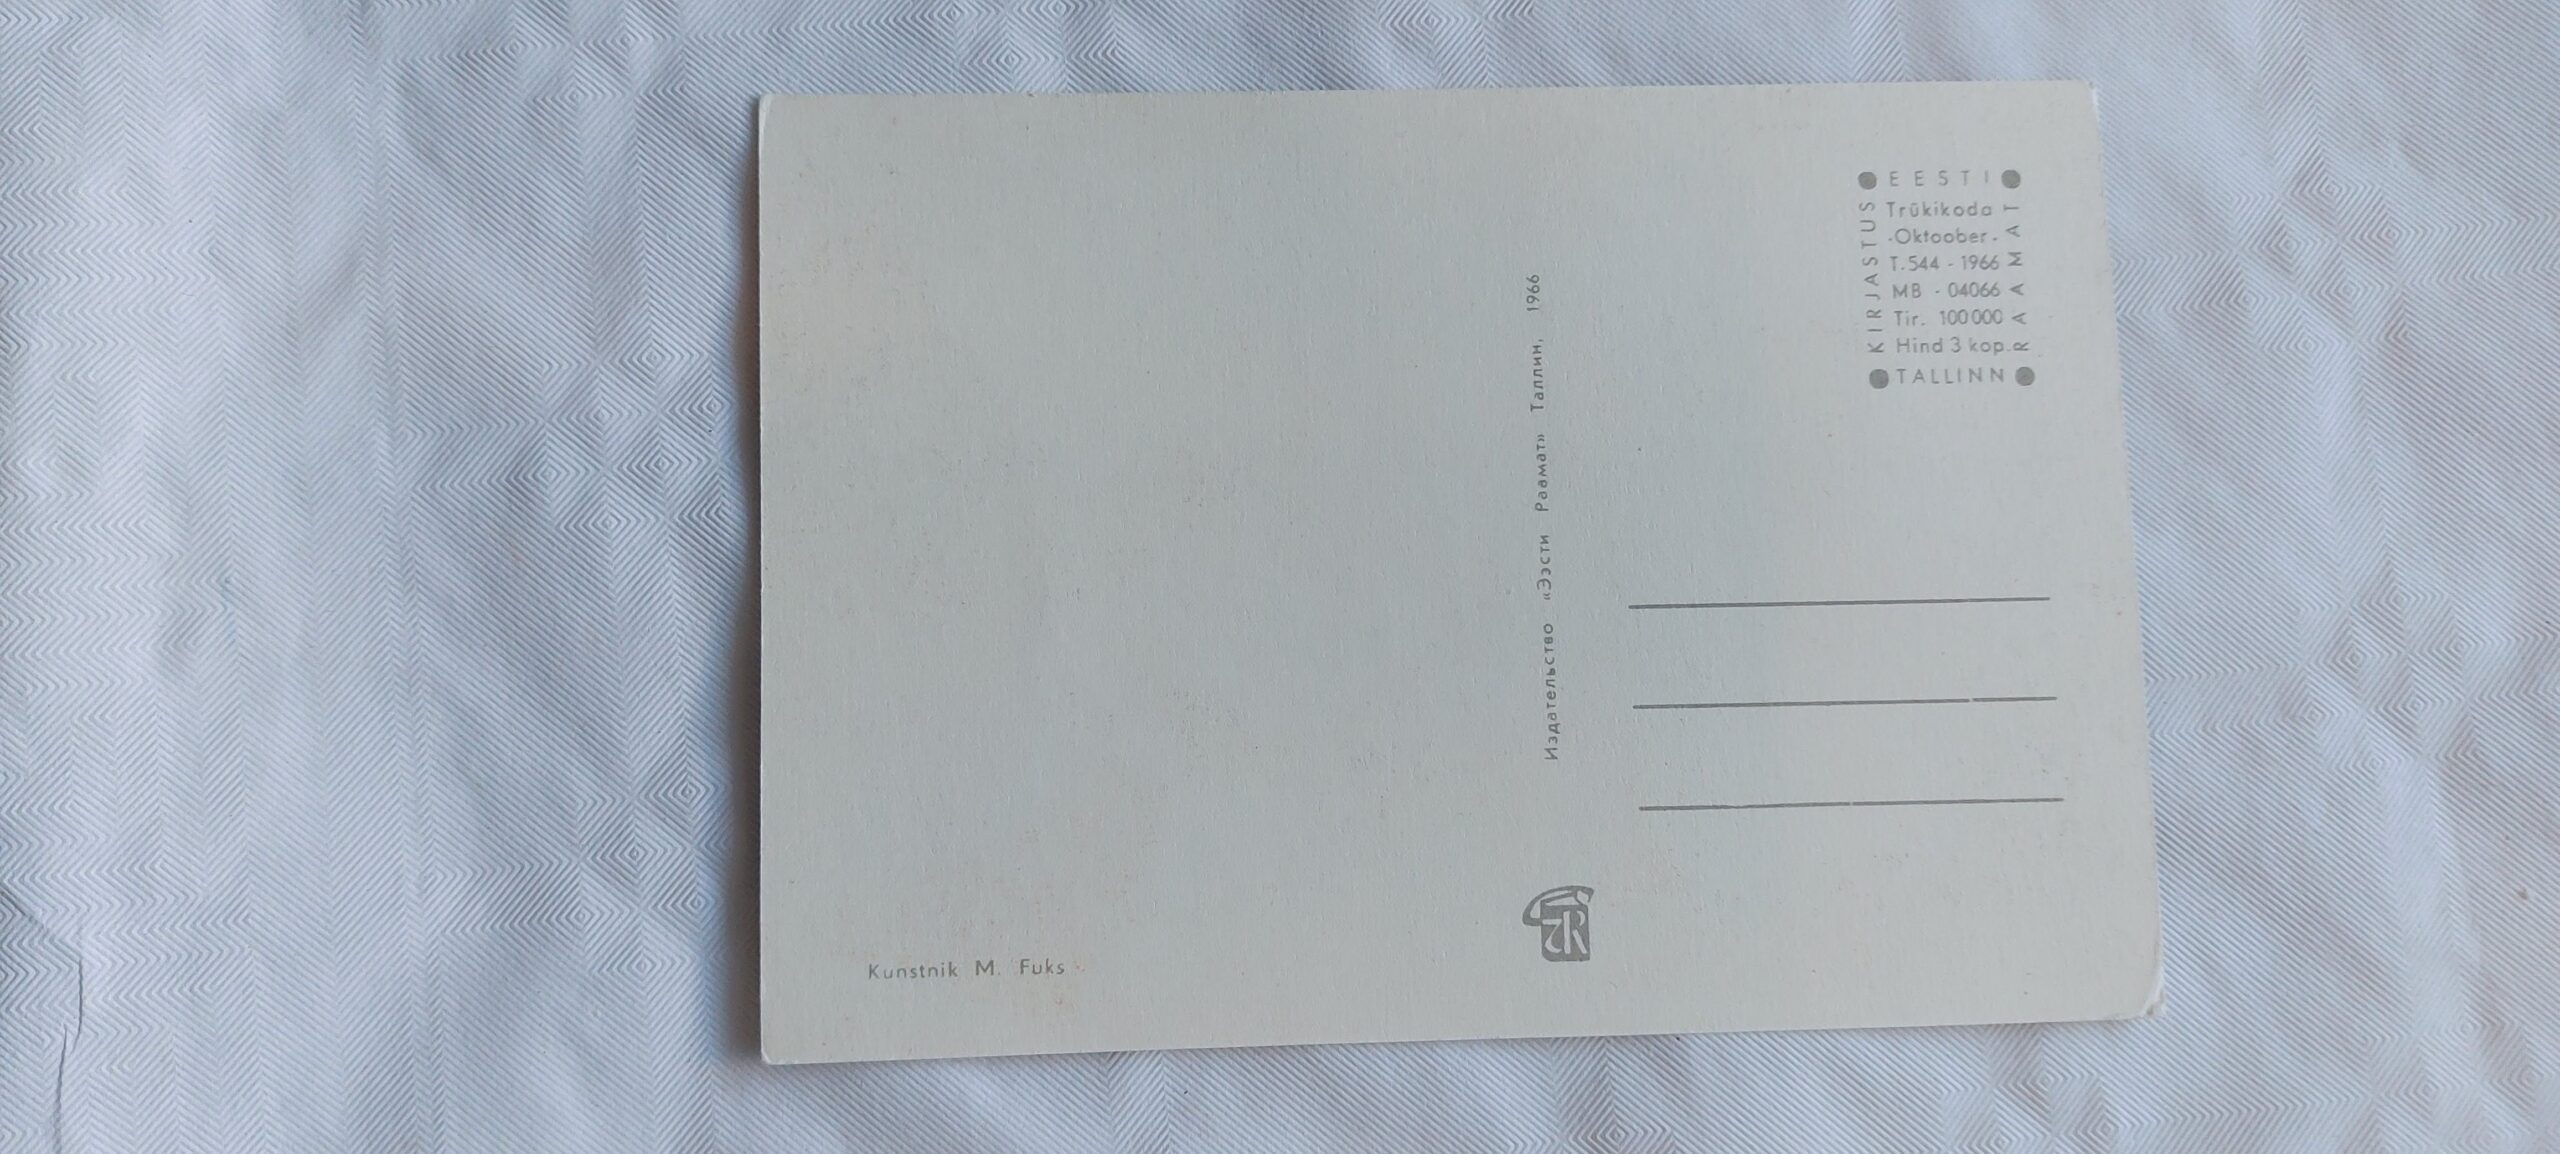 Kunstnik M. Fuks
Издательство «Ээсти Раамат» Таллин, 1966
EESTI
KIRJASTUS
RAAMAT
Trükikoda
·Oktoober·
T. 544 - 1966
MB - 04066
Tir. 100 000
Hind 3 kop.
TALLINN